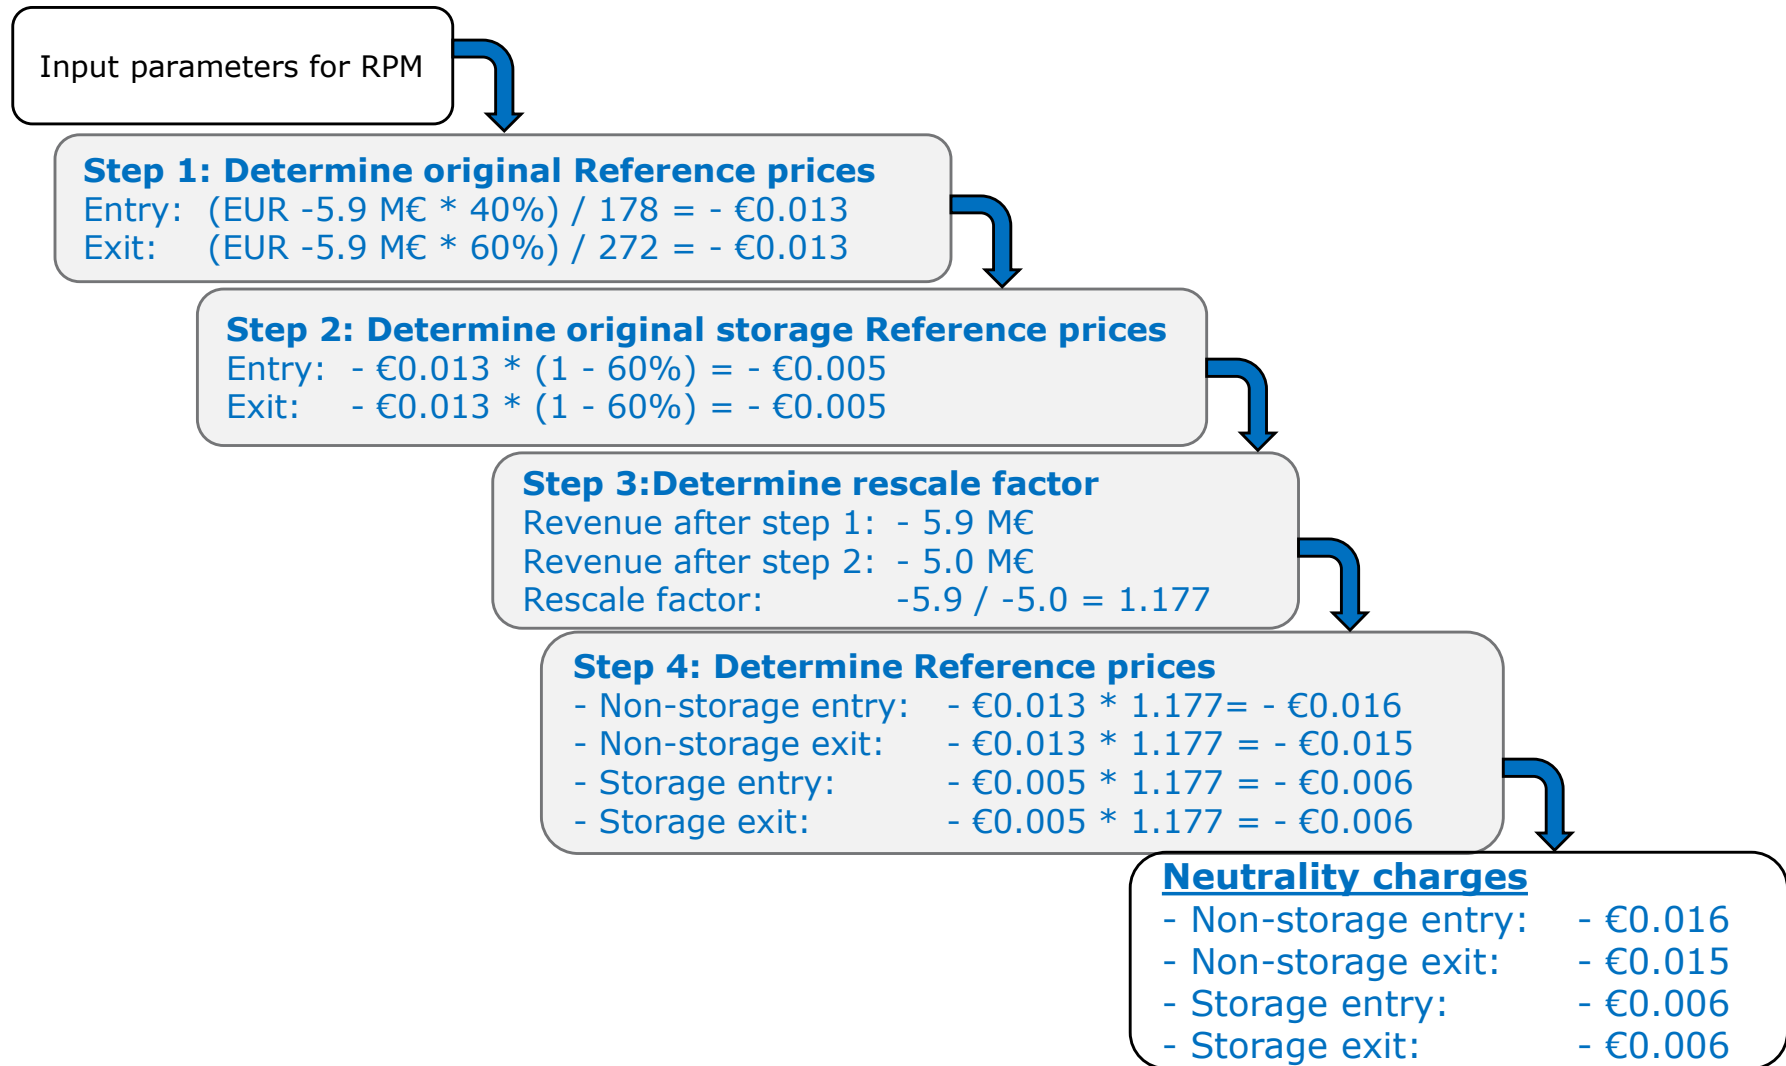 Input parameters for RPM
Step 1: Determine original Reference prices
Entry: (EUR -5.9 M€ * 40%) / 178 = - €0.013
Exit: (EUR -5.9 M€ * 60%) / 272 = - €0.013
Step 2: Determine original storage Reference prices
Entry: - €0.013 * (1 - 60%) = - €0.005
Exit: - €0.013 * (1 - 60%) = - €0.005
Step 3:Determine rescale factor
Revenue after step 1: - 5.9 M€
Revenue after step 2: - 5.0 M€
Rescale factor: -5.9 / -5.0 = 1.177
Step 4: Determine Reference prices
- Non-storage entry: - €0.013 * 1.177= - €0.016
- Non-storage exit: - €0.013 * 1.177 = - €0.015
- Storage entry: - €0.005 * 1.177 = - €0.006
- Storage exit: - €0.005 * 1.177 = - €0.006
Neutrality charges
- Non-storage entry: - €0.016
- Non-storage exit: - €0.015
- Storage entry: - €0.006
- Storage exit: - €0.006